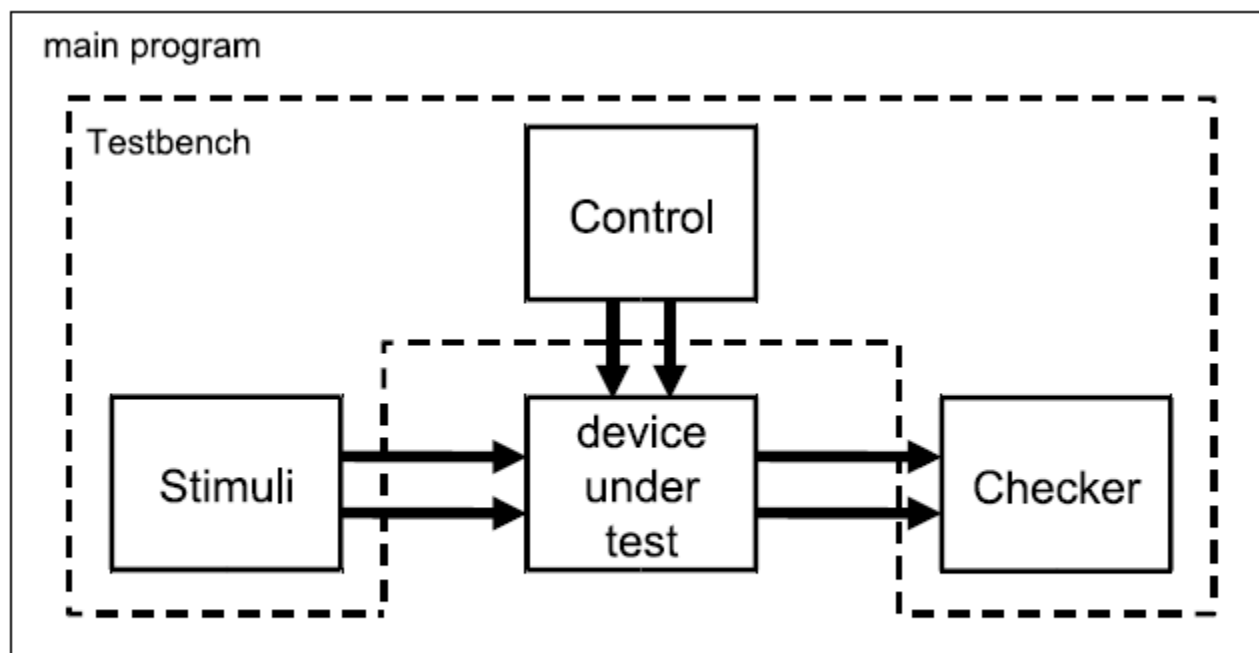 main program
Testbench
Control
Stimuli
device
under
test
Checker